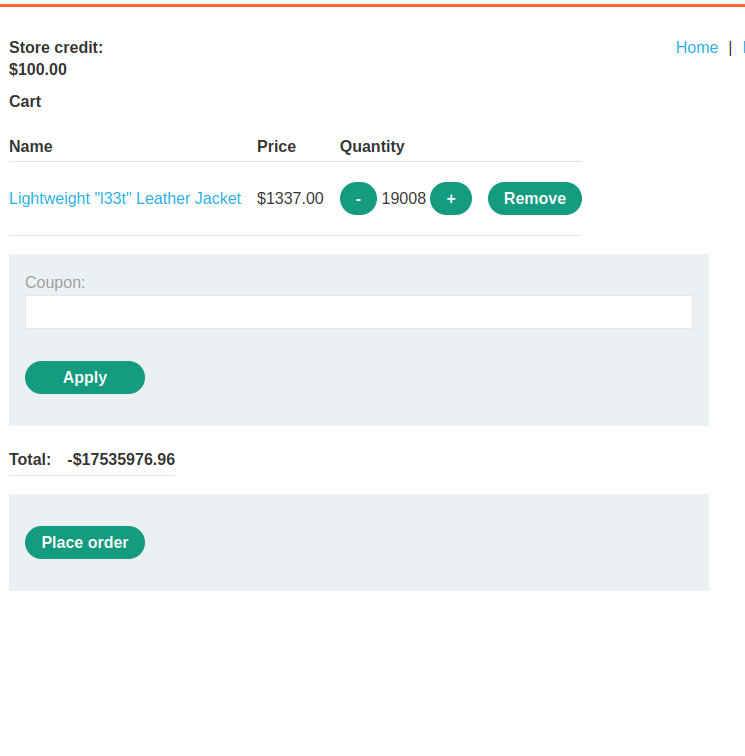 Store credit:
$100.00
Home |
Cart
Name Price Quantity
Lightweight "l33t" Leather Jacket $1337.00 - 19008 + Remove
Coupon:
Apply
Total: -$17535976.96
Place order